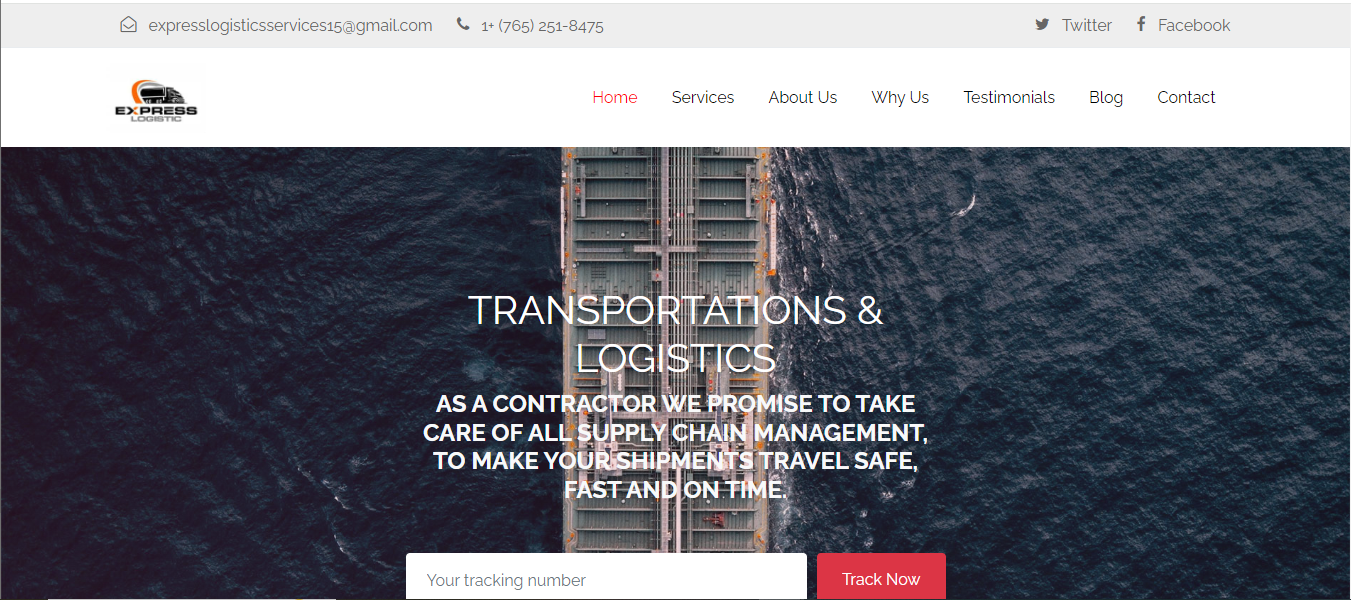 expresslogisticsservices15@gmail.com 1+ (765) 251-8475 Twitter Facebook
EXPRESS
LOGISTIC
Home Services About Us Why Us Testimonials Blog Contact
TRANSPORTATIONS &
LOGISTICS
AS A CONTRACTOR WE PROMISE TO TAKE
CARE OF ALL SUPPLY CHAIN MANAGEMENT,
TO MAKE YOUR SHIPMENTS TRAVEL SAFE,
FAST AND ON TIME.
Your tracking number Track Now